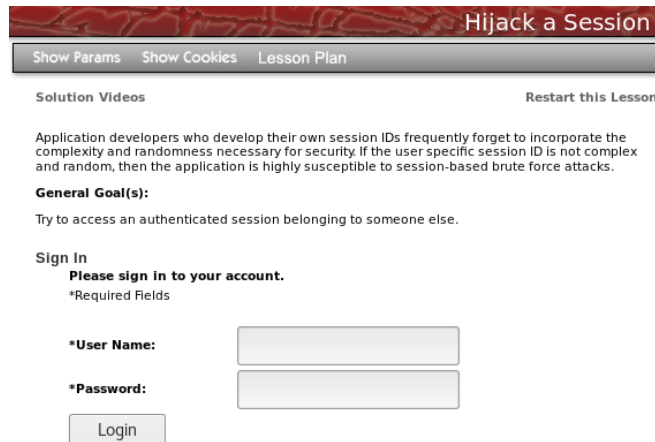 Hijack a Session
Show Params Show Cookies Lesson Plan
Solution Videos Restart this Lesson
Application developers who develop their own session IDs frequently forget to incorporate the
complexity and randomness necessary for security. If the user specific session ID is not complex
and random, then the application is highly susceptible to session-based brute force attacks.
General Goal(s):
Try to access an authenticated session belonging to someone else.
Sign In
Please sign in to your account.
*Required Fields
*User Name:
*Password:
Login